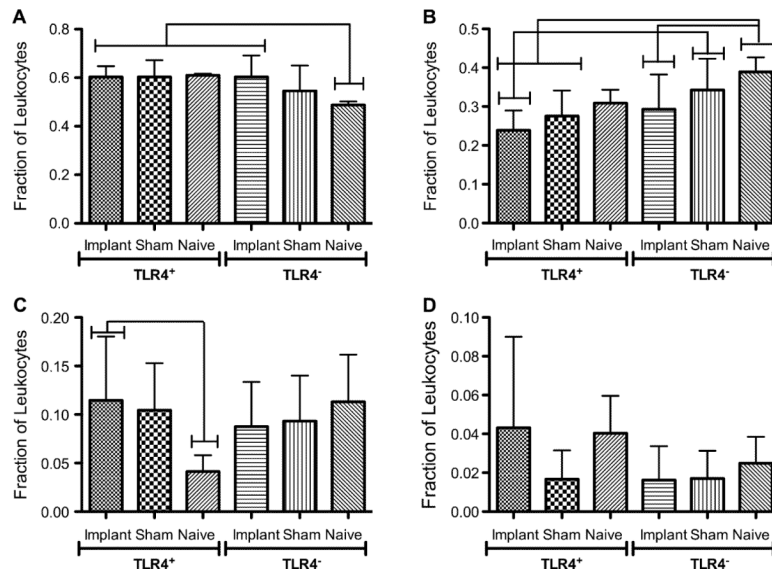 A
Fraction of Leukocytes
0.8
0.6
0.4
0.2
0.0
Implant Sham Naive Implant Sham Naive
TLR4⁺ TLR4⁻
B
Fraction of Leukocytes
0.5
0.4
0.3
0.2
0.1
0.0
Implant Sham Naive Implant Sham Naive
TLR4⁺ TLR4⁻
C
Fraction of Leukocytes
0.20
0.15
0.10
0.05
0.00
Implant Sham Naive Implant Sham Naive
TLR4⁺ TLR4⁻
D
Fraction of Leukocytes
0.10
0.08
0.06
0.04
0.02
0.00
Implant Sham Naive Implant Sham Naive
TLR4⁺ TLR4⁻